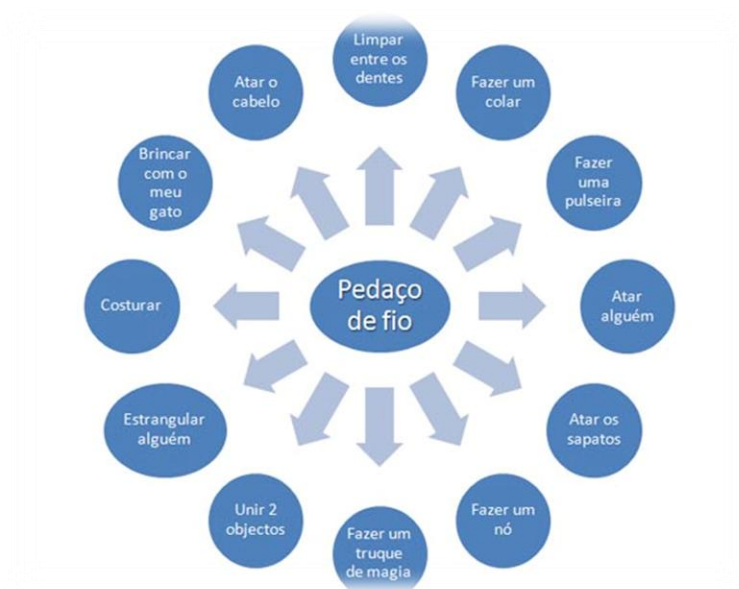 Limpar
entre os
dentes
Fazer um
colar
Fazer
uma
pulseira
Atar
alguém
Atar os
sapatos
Fazer um
nó
Fazer um
truque
de magia
Unir 2
objectos
Estrangular
alguém
Costurar
Brincar
com o
meu
gato
Atar o
cabelo
Pedaço
de fio